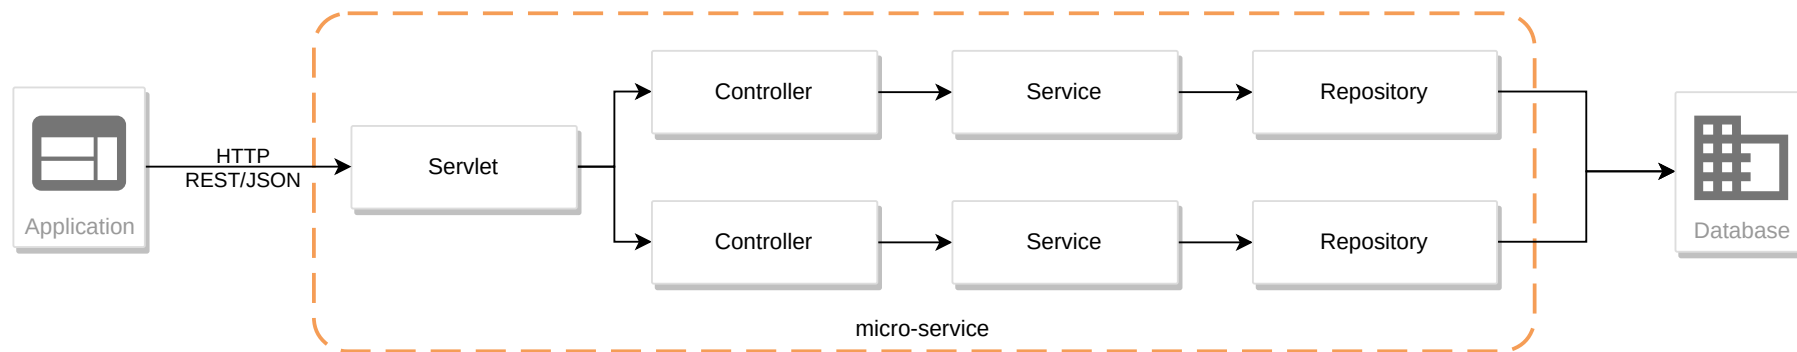 Application
HTTP
REST/JSON
Servlet
Controller
Service
Repository
Controller
Service
Repository
Database
micro-service